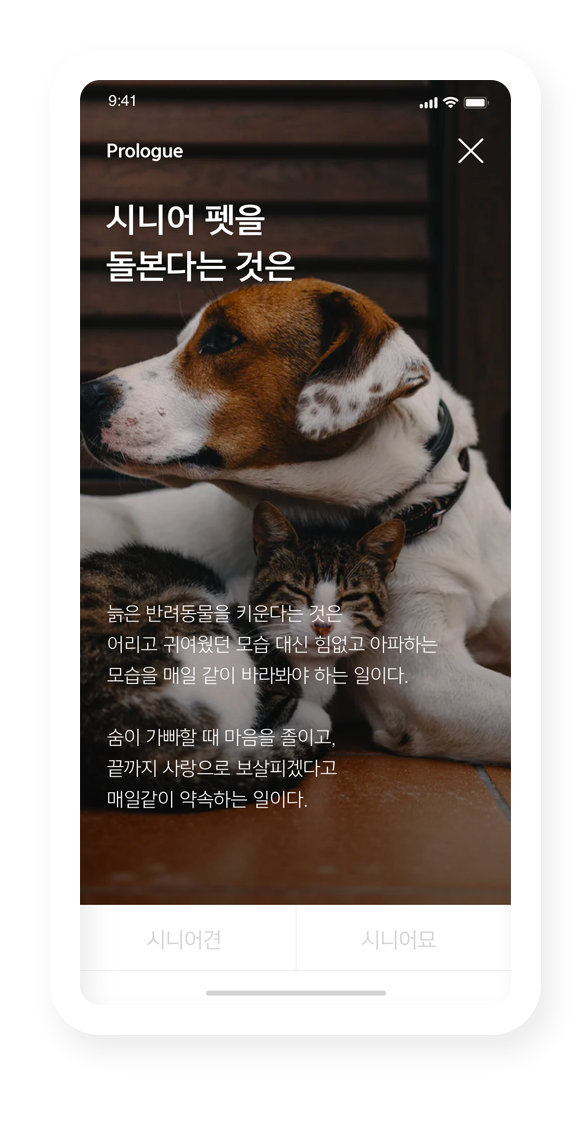 9:41
Prologue
시니어 펫을
돌본다는 것은
늙은 반려동물을 키운다는 것은
어리고 귀여웠던 모습 대신 힘없고 아파하는
모습을 매일 같이 바라봐야 하는 일이다.
숨이 가빠할 때 마음을 졸이고,
끝까지 사랑으로 보살피겠다고
매일같이 약속하는 일이다.
시니어견 시니어묘